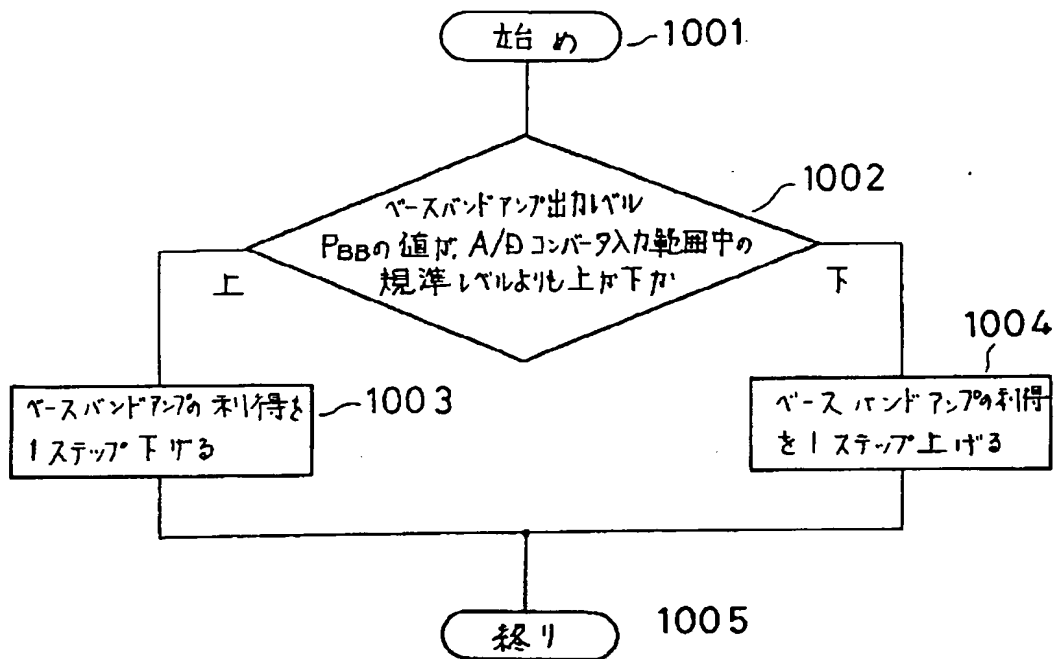 始め
1001
1002
ベースバンドアンプ出力レベル
PBBの値が、A/Dコンバータ入力範囲中の
規準レベルよりも上か下か
上
下
1004
ベースバンドアンプの利得を
1ステップ下げる
1003
ベースバンドアンプの利得
を1ステップ上げる
終り
1005